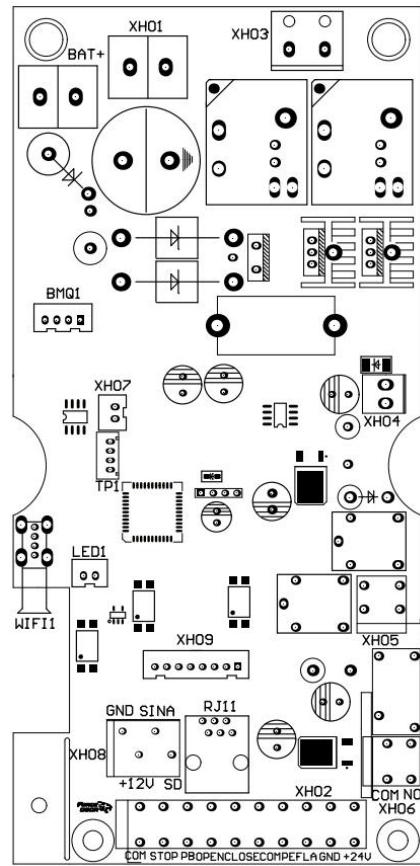 XH01
XH03
BAT+
BMQ1
XH07
XH04
TP1
LED1
WIFI1
XH05
XH09
GND SINA
RJ11
XH08
+12V SD
XH02
COM NO
XH06
COM STOP PBOPENCLOSECOMPEFLAGND +24V